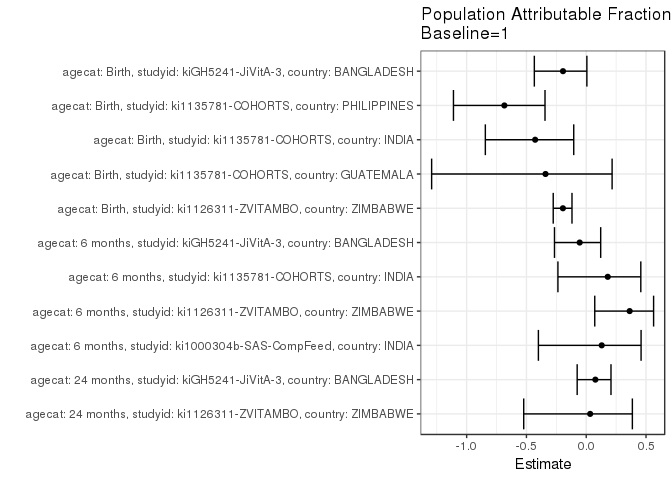 Population Attributable Fraction
Baseline=1
agecat: Birth, studyid: kiGH5241-JiVitA-3, country: BANGLADESH
agecat: Birth, studyid: ki1135781-COHORTS, country: PHILIPPINES
agecat: Birth, studyid: ki1135781-COHORTS, country: INDIA
agecat: Birth, studyid: ki1135781-COHORTS, country: GUATEMALA
agecat: Birth, studyid: ki1126311-ZVITAMBO, country: ZIMBABWE
agecat: 6 months, studyid: kiGH5241-JiVitA-3, country: BANGLADESH
agecat: 6 months, studyid: ki1135781-COHORTS, country: INDIA
agecat: 6 months, studyid: ki1126311-ZVITAMBO, country: ZIMBABWE
agecat: 6 months, studyid: ki1000304b-SAS-CompFeed, country: INDIA
agecat: 24 months, studyid: kiGH5241-JiVitA-3, country: BANGLADESH
agecat: 24 months, studyid: ki1126311-ZVITAMBO, country: ZIMBABWE
-1.0 -0.5 0.0 0.5
Estimate